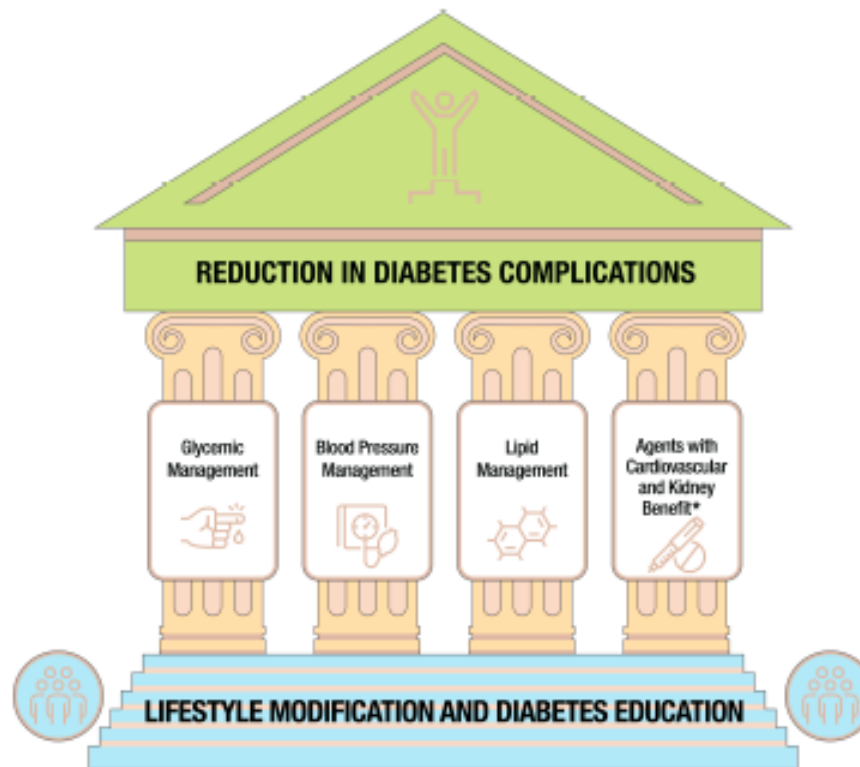 REDUCTION IN DIABETES COMPLICATIONS
Glycemic
Management
Blood Pressure
Management
Lipid
Management
Agents with
Cardiovascular
and Kidney
Benefit*
LIFESTYLE MODIFICATION AND DIABETES EDUCATION